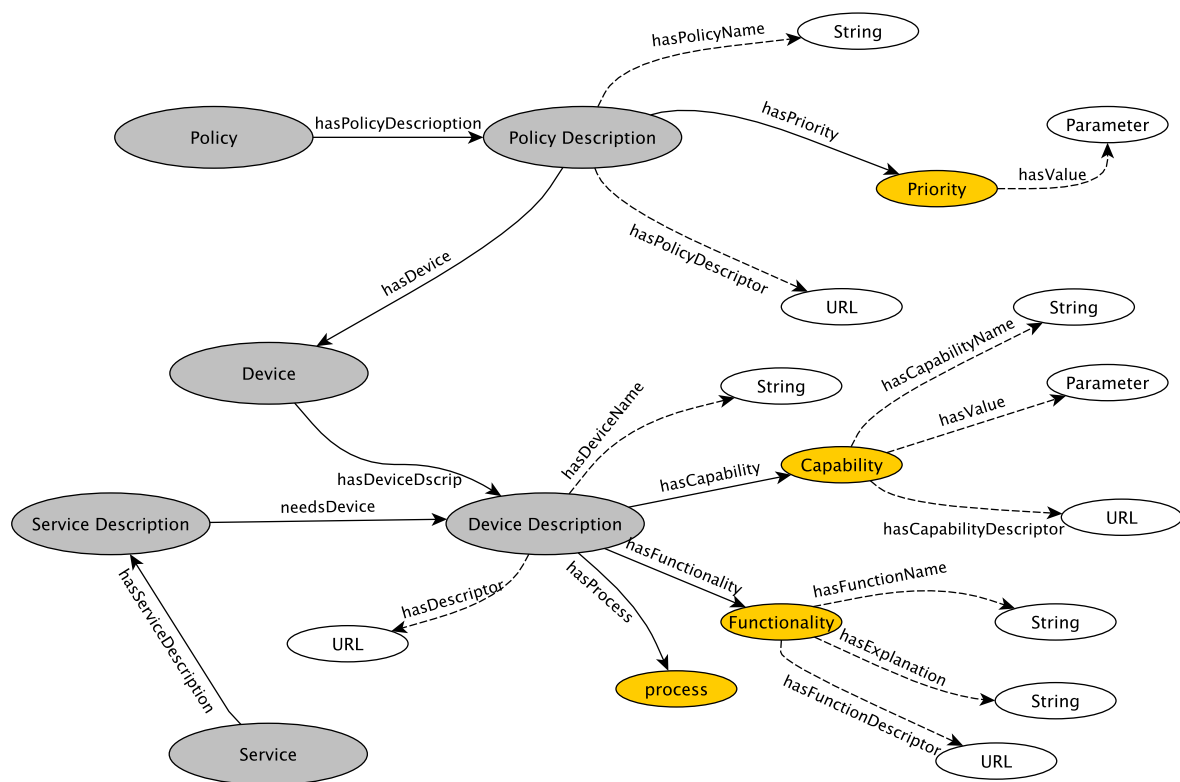 hasPolicyName
String
Policy
hasPolicyDescrioption
Policy Description
hasPriority
Parameter
Priority
hasValue
hasDevice
hasPolicyDescriptor
URL
String
hasCapabilityName
Device
String
hasDeviceName
Parameter
hasValue
hasDeviceDscrip
hasCapability
Capability
Service Description
needsDevice
Device Description
URL
hasCapabilityDescriptor
hasFunctionality
hasFunctionName
hasServiceDescription
hasDescriptor
hasProcess
Functionality
String
URL
hasExplanation
process
String
hasFunctionDescriptor
Service
URL